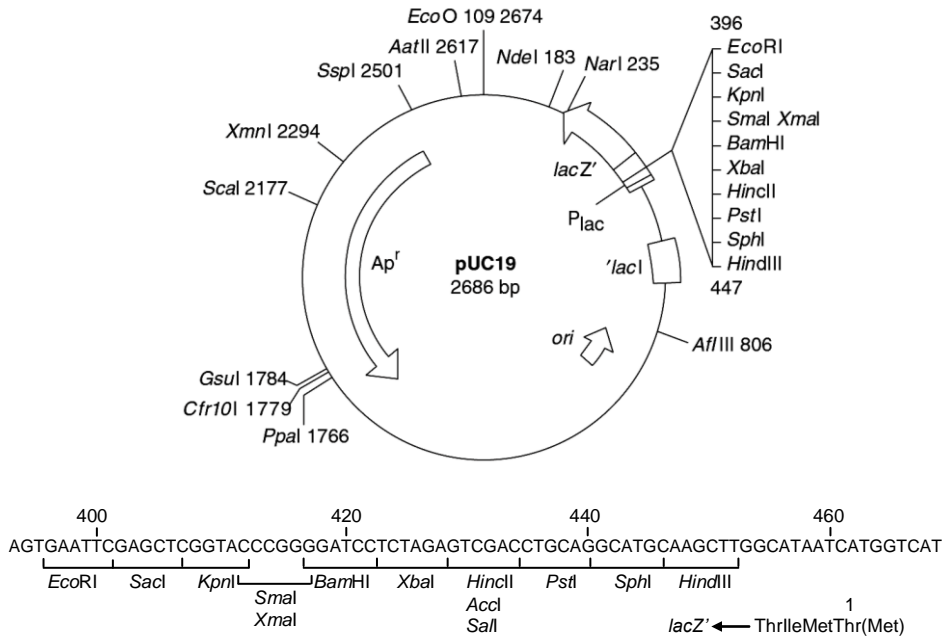 EcoO 109 2674
AatII 2617
SspI 2501
XmnI 2294
ScaI 2177
NdeI 183
NarI 235
396
EcoRI
SacI
KpnI
SmaI XmaI
BamHI
XbaI
HincII
PstI
SphI
HindIII
447
lacZ'
Plac
Apr
pUC19
2686 bp
'lacI
ori
AflIII 806
GsuI 1784
Cfr10I 1779
PpaI 1766
400 420 440 460
AGTGAATTCGAGCTCGGTACCCGGGGATCCTCTAGAGTCGACCTGCAGGCATGCAAGCTTGGCATAATCATGGTCAT
EcoRI SacI KpnI BamHI XbaI HincII PstI SphI HindIII
SmaI AccI
XmaI SalI
1
lacZ' ThrIleMetThr(Met)